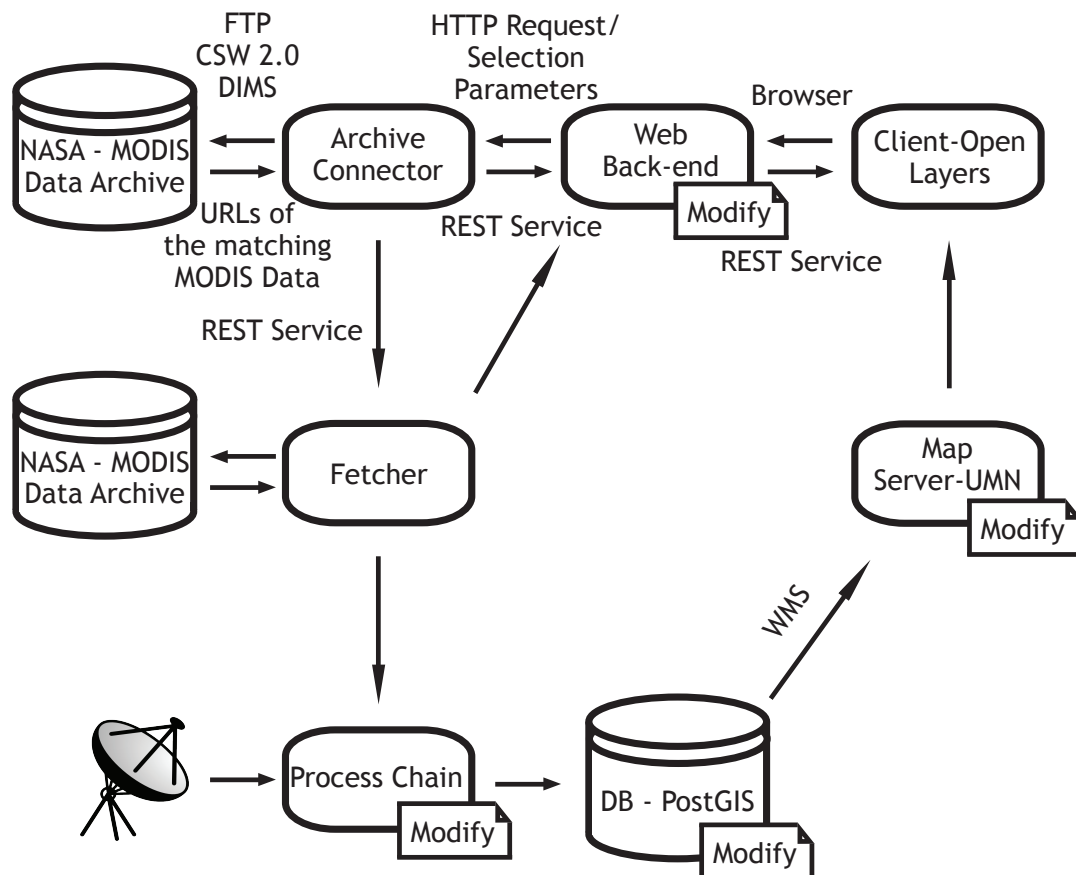 FTP
CSW 2.0
DIMS
HTTP Request/
Selection
Parameters
Browser
NASA - MODIS
Data Archive
Archive
Connector
Web
Back-end
Modify
Client-Open
Layers
URLs of
the matching
MODIS Data
REST Service
REST Service
REST Service
NASA - MODIS
Data Archive
Fetcher
Map
Server-UMN
Modify
WMS
Process Chain
Modify
DB - PostGIS
Modify